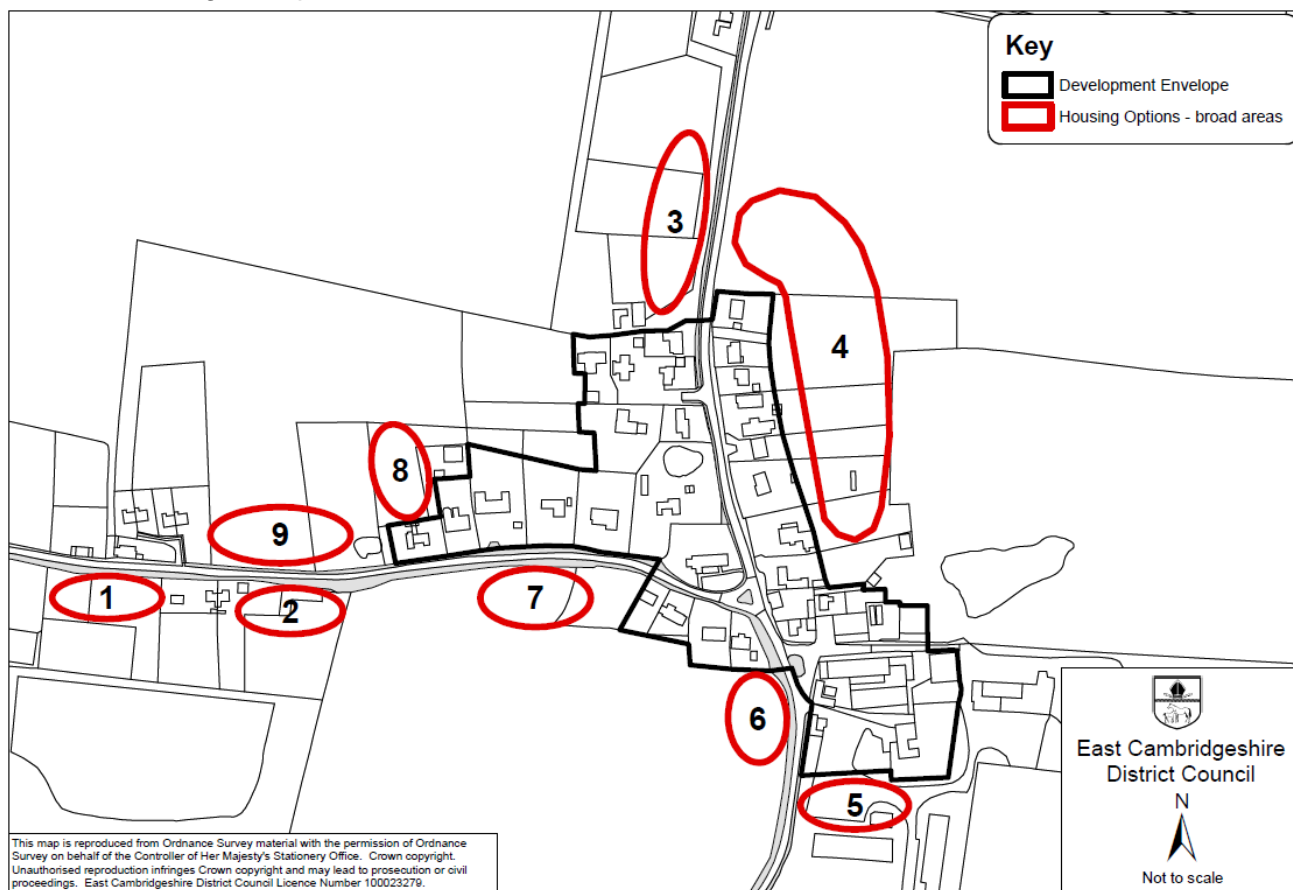 Key
Development Envelope
Housing Options - broad areas
3
4
8
9
1
2
7
6
5
East Cambridgeshire
District Council
N
Not to scale
This map is reproduced from Ordnance Survey material with the permission of Ordnance
Survey on behalf of the Controller of Her Majesty's Stationery Office. Crown copyright.
Unauthorised reproduction infringes Crown copyright and may lead to prosecution or civil
proceedings. East Cambridgeshire District Council Licence Number 100023279.